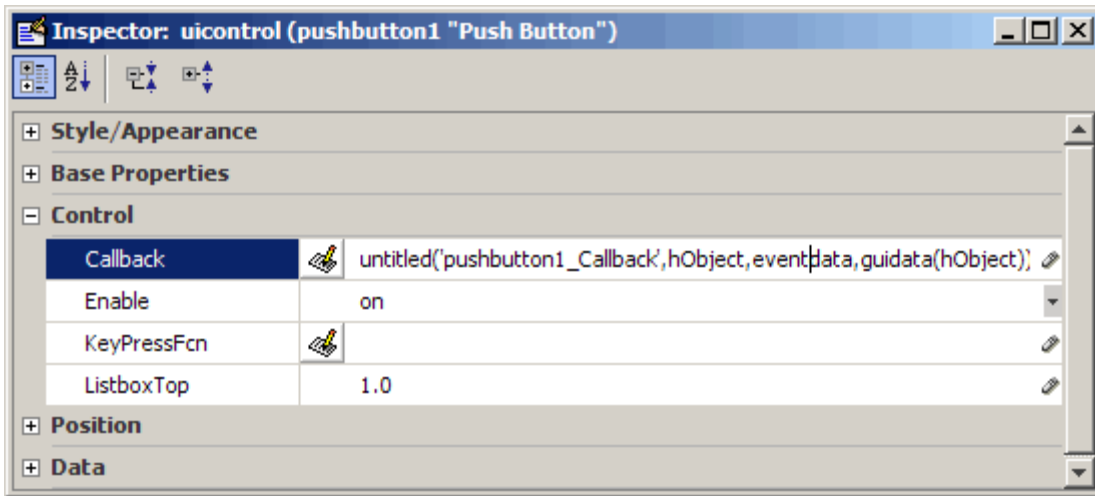 Inspector: uicontrol (pushbutton1 "Push Button")
A
Z
Style/Appearance
Base Properties
Control
Callback untitled('pushbutton1_Callback',hObject,eventdata,guidata(hObject))
Enable on
KeyPressFcn
ListboxTop 1.0
Position
Data